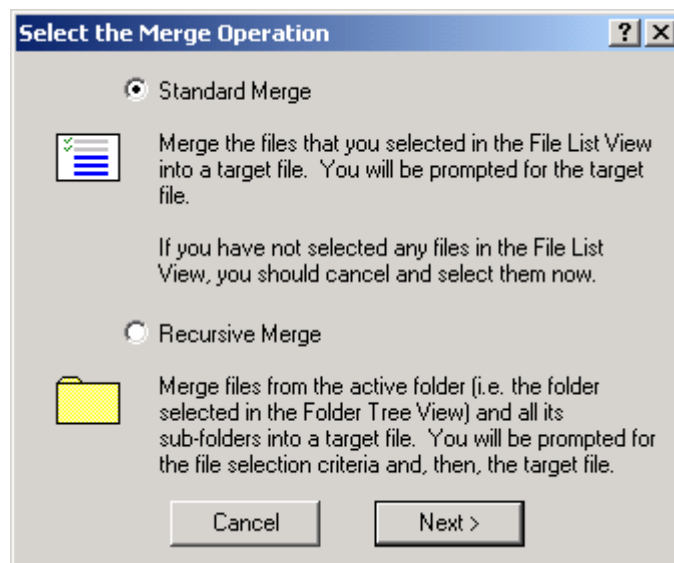 Select the Merge Operation
Standard Merge
Merge the files that you selected in the File List View
into a target file.  You will be prompted for the target
file.
If you have not selected any files in the File List
View, you should cancel and select them now.
Recursive Merge
Merge files from the active folder (i.e. the folder
selected in the Folder Tree View) and all its
sub-folders into a target file.  You will be prompted for
the file selection criteria and, then, the target file.
Cancel
Next >